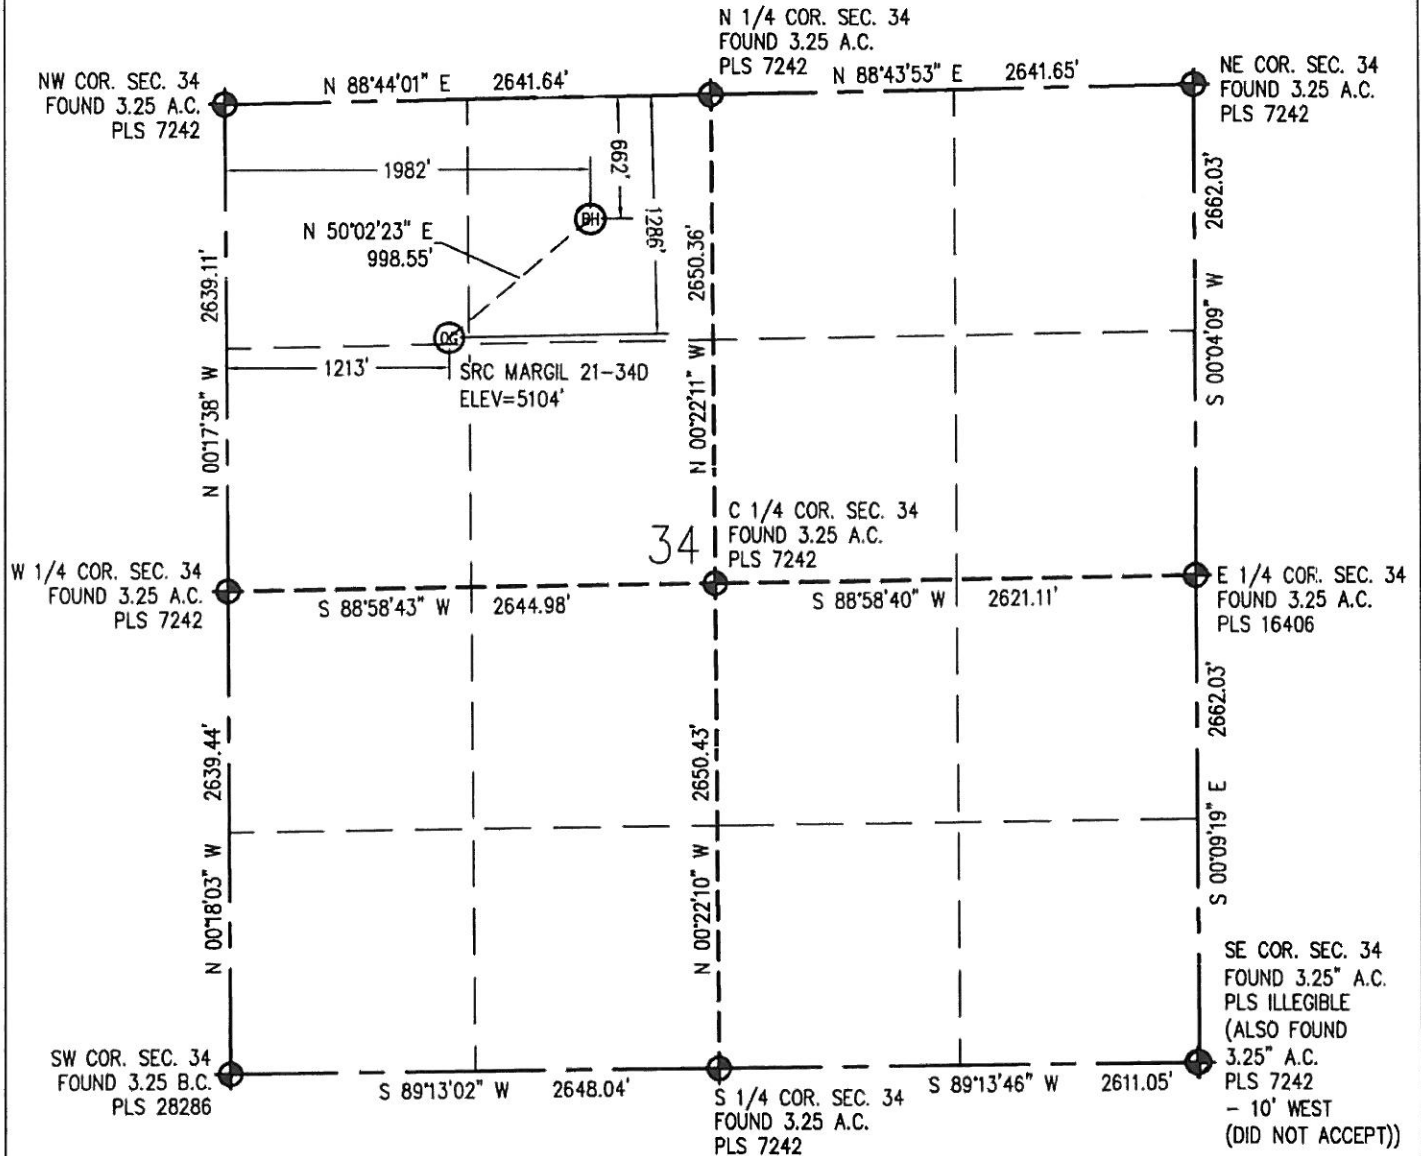 N 1/4 COR. SEC. 34
FOUND 3.25 A.C.
PLS 7242
NW COR. SEC. 34
FOUND 3.25 A.C.
PLS 7242
N 88°44'01" E 2641.64'
N 88°43'53" E 2641.65'
NE COR. SEC. 34
FOUND 3.25 A.C.
PLS 7242
1982'
662'
1286'
BH
N 50°02'23" E
998.55'
OG
1213'
SRC MARGIL 21-34D
ELEV=5104'
N 00°17'38" W 2639.11'
N 00°22'11" W 2650.36'
S 00°04'09" W 2662.03'
34
C 1/4 COR. SEC. 34
FOUND 3.25 A.C.
PLS 7242
W 1/4 COR. SEC. 34
FOUND 3.25 A.C.
PLS 7242
S 88°58'43" W 2644.98'
S 88°58'40" W 2621.11'
E 1/4 COR. SEC. 34
FOUND 3.25 A.C.
PLS 16406
N 00°18'03" W 2639.44'
N 00°22'10" W 2650.43'
S 00°09'19" E 2662.03'
SW COR. SEC. 34
FOUND 3.25 B.C.
PLS 28286
S 89°13'02" W 2648.04'
S 1/4 COR. SEC. 34
FOUND 3.25 A.C.
PLS 7242
S 89°13'46" W 2611.05'
SE COR. SEC. 34
FOUND 3.25" A.C.
PLS ILLEGIBLE
(ALSO FOUND
3.25" A.C.
PLS 7242
- 10' WEST
(DID NOT ACCEPT))